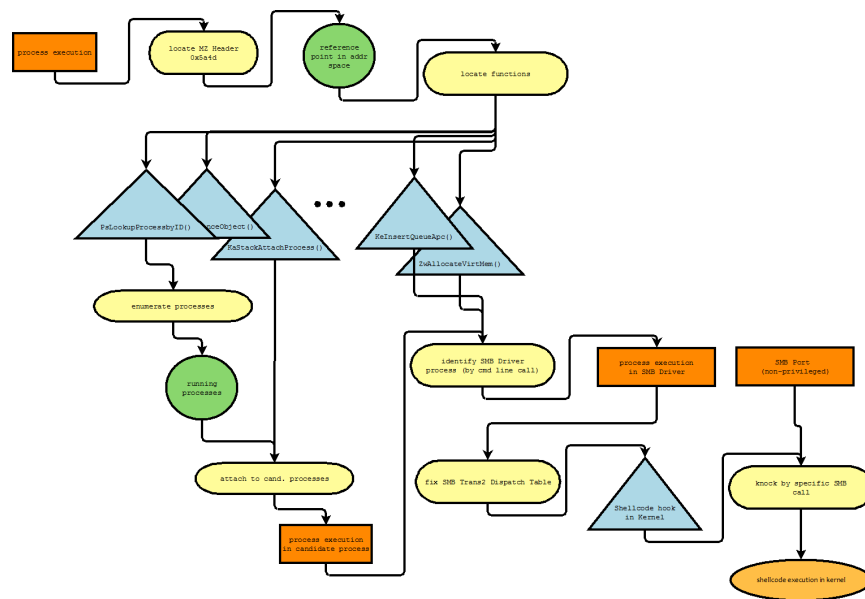 process execution
locate MZ Header
0x5a4d
reference
point in addr
space
locate functions
PsLookupProcessbyID()
nceObject()
KaStackAttachProcess()
KeInsertQueueApc()
ZwAllocateVirtMem()
enumerate processes
running
processes
identify SMB Driver
process (by cmd line call)
process execution
in SMB Driver
SMB Port
(non-privileged)
attach to cand. processes
fix SMB Trans2 Dispatch Table
Shellcode hook
in Kernel
knock by specific SMB
call
process execution
in candidate process
shellcode execution in kernel